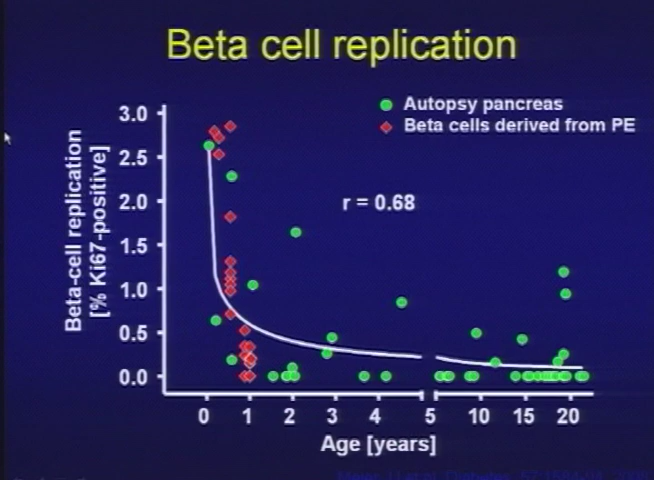 Beta cell replication
Autopsy pancreas
Beta cells derived from PE
r = 0.68
Beta-cell replication
[% Ki67-positive]
3.0
2.5
2.0
1.5
1.0
0.5
0.0
0 1 2 3 4 5 10 15 20
Age [years]